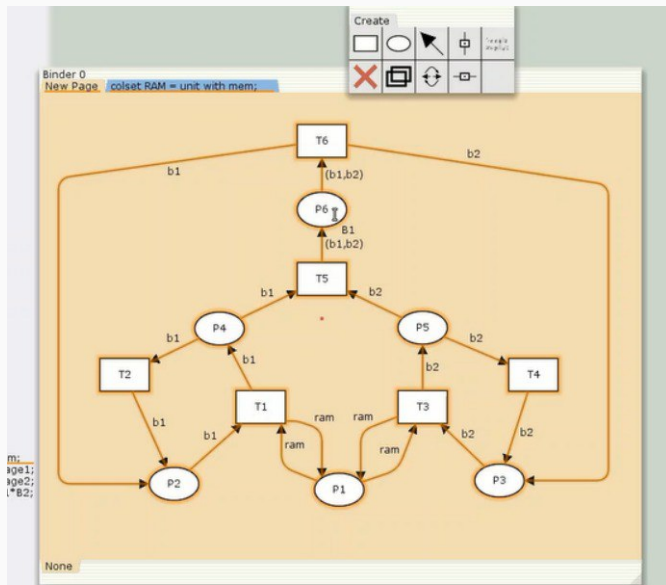 Create
Binder 0
New Page colset RAM = unit with mem;
T6
b1
b2
(b1,b2)
P6
B1
(b1,b2)
T5
b1
b2
P4
P5
b1
b2
T2
T4
b1
b2
T1
T3
ram
ram
b1
b1
b2
b2
ram
ram
P2
P1
P3
m;
age1;
age2;
*B2;
None